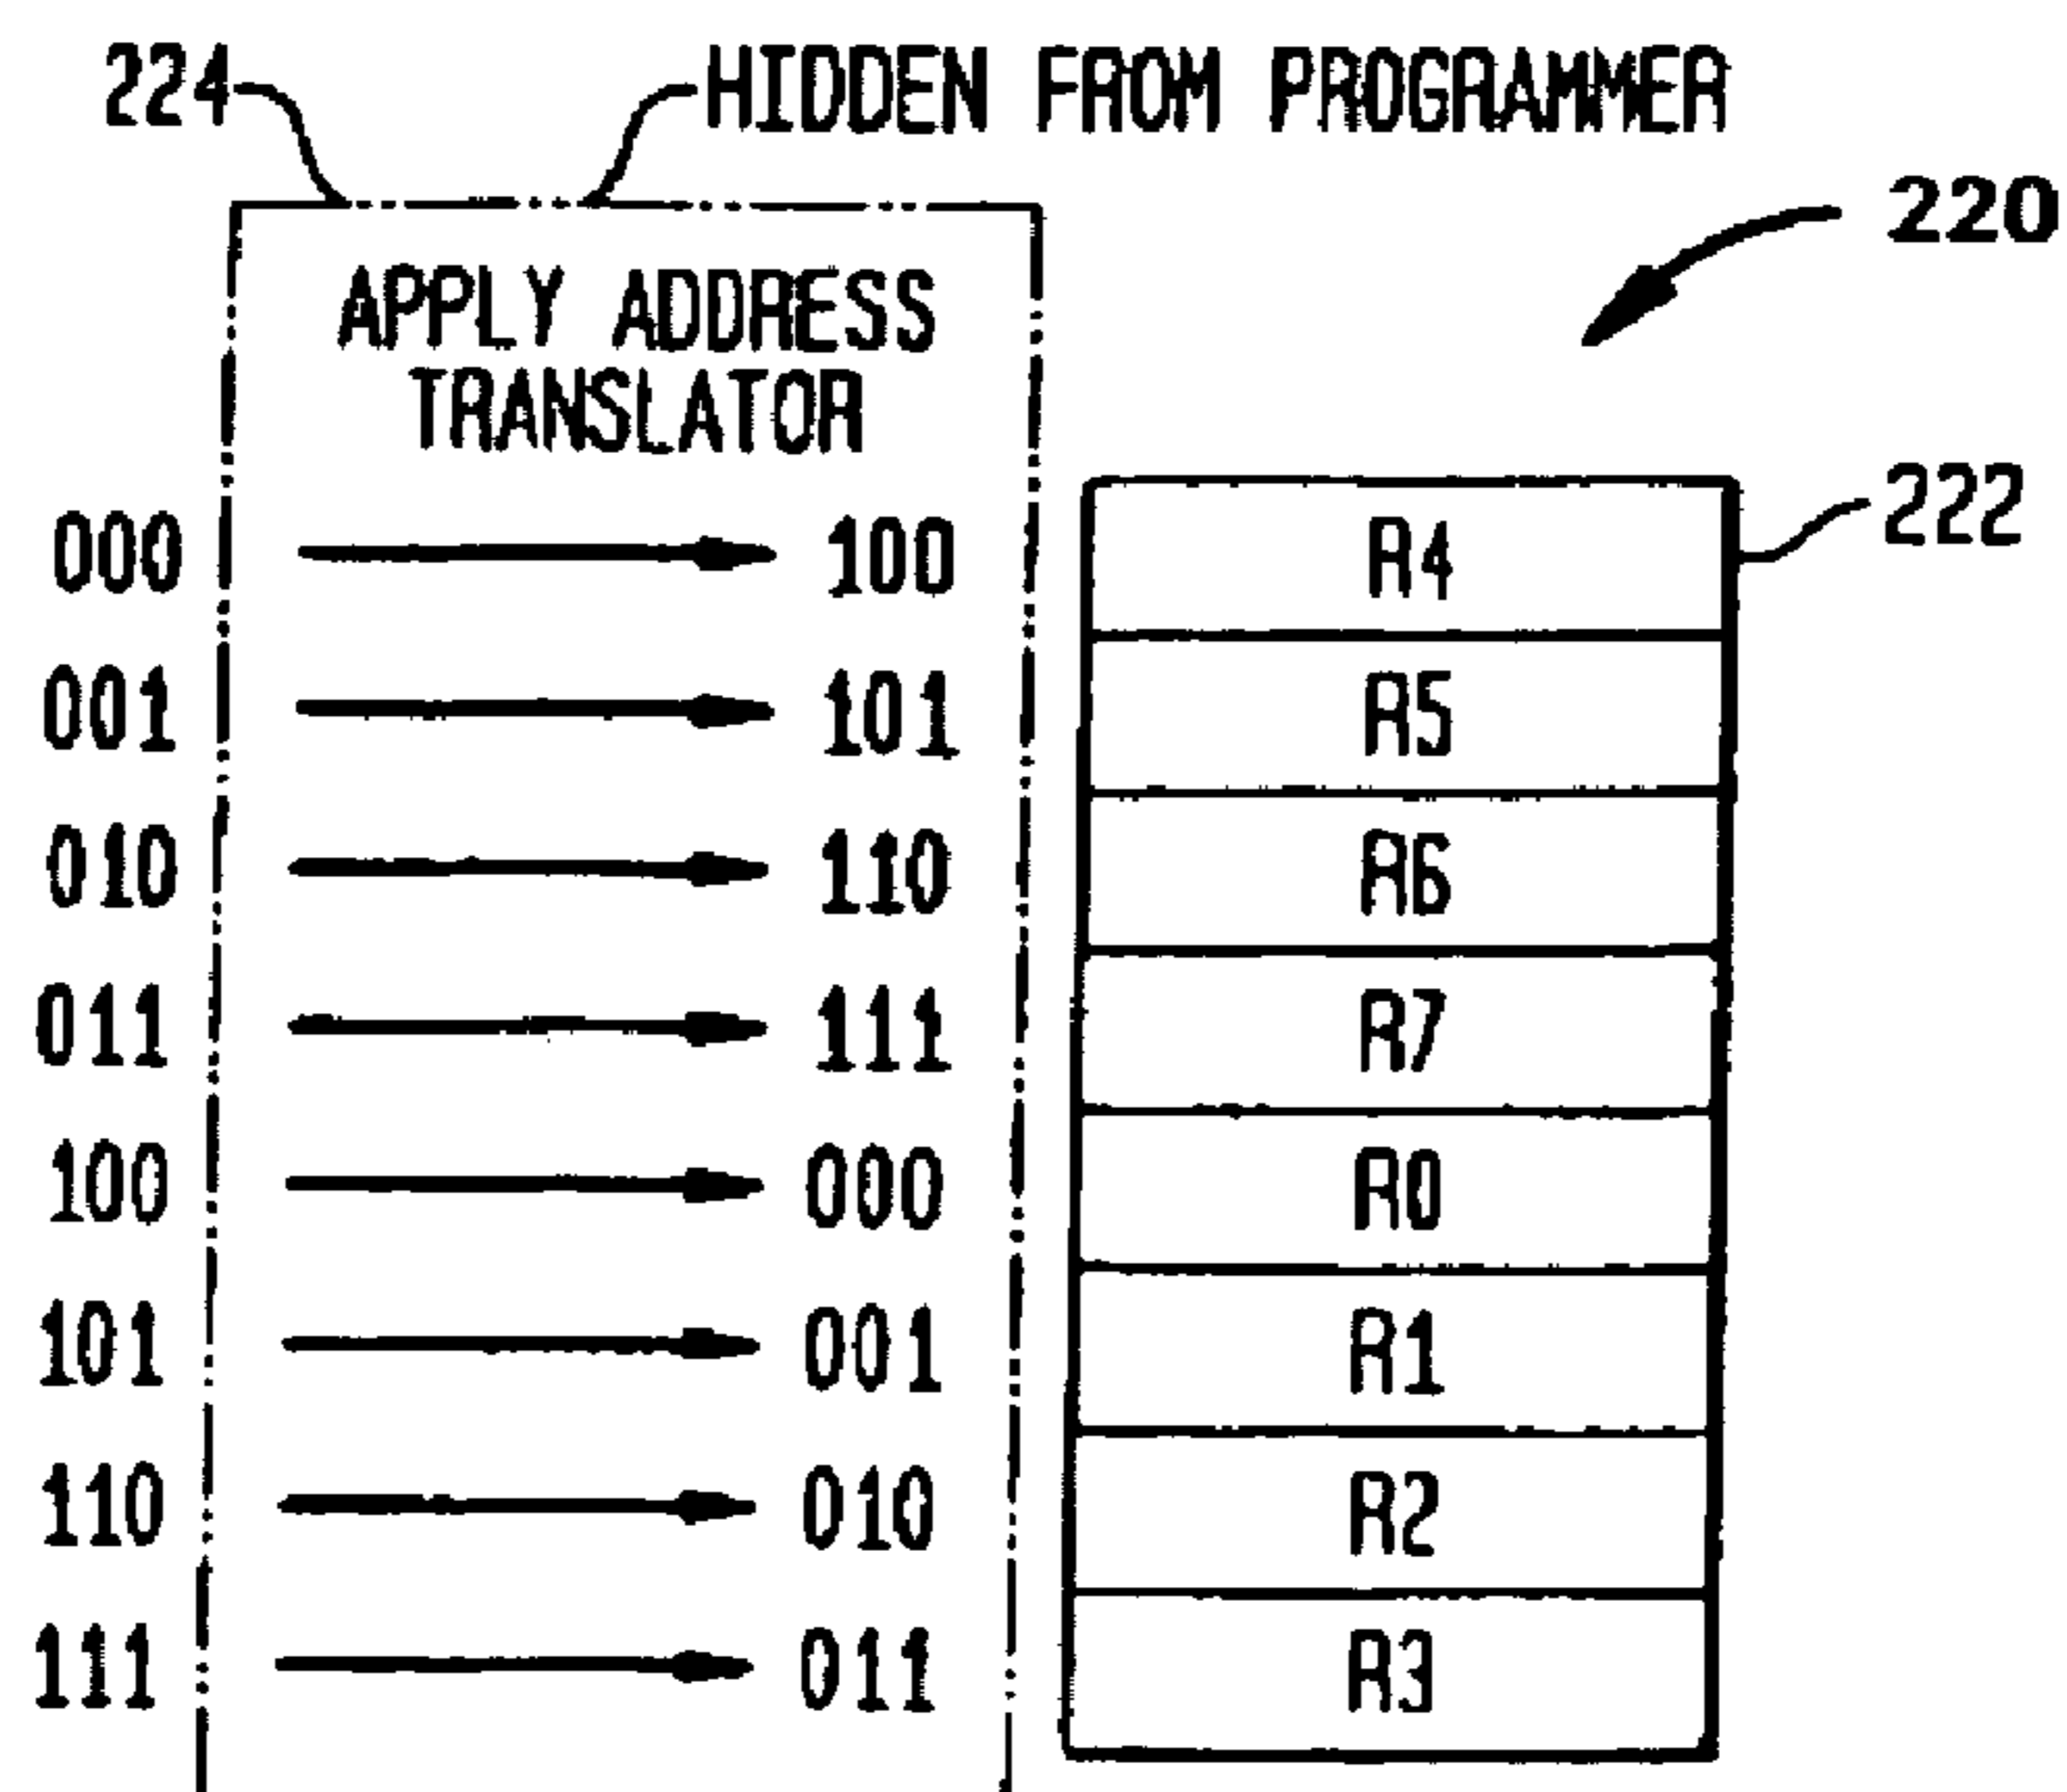 224 HIDDEN FROM PROGRAMMER
220
APPLY ADDRESS
TRANSLATOR
222
000 100 R4
001 101 R5
010 110 R6
011 111 R7
100 000 R0
101 001 R1
110 010 R2
111 011 R3